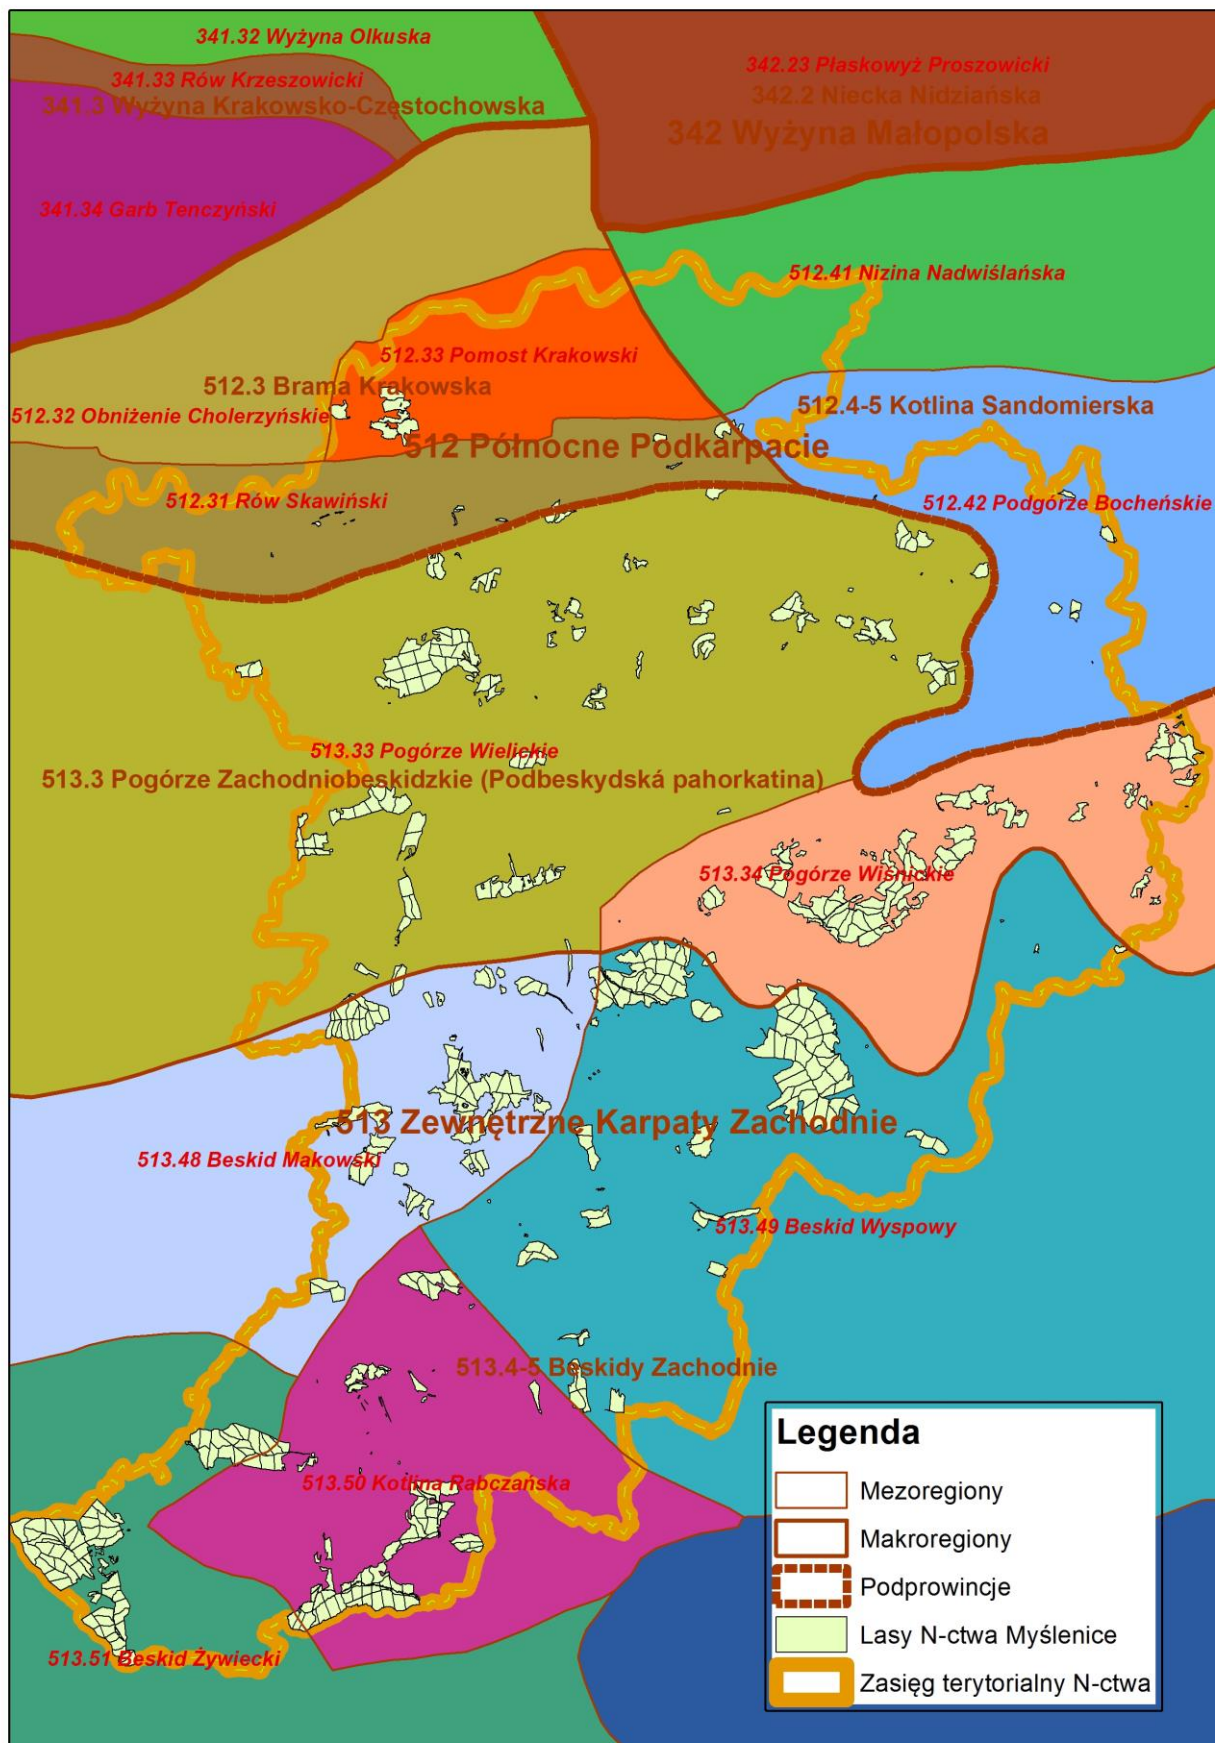 341.32 Wyżyna Olkuska
342.23 Płaskowyż Proszowicki
341.33 Rów Krzeszowicki
342.2 Niecka Nidziańska
341.3 Wyżyna Krakowsko-Częstochowska
342 Wyżyna Małopolska
341.34 Garb Tenczyński
512.41 Nizina Nadwiślańska
512.33 Pomost Krakowski
512.3 Brama Krakowska
512.4-5 Kotlina Sandomierska
512.32 Obniżenie Cholerzyńskie
512 Północne Podkarpacie
512.31 Rów Skawiński
512.42 Podgórze Bocheńskie
513.33 Pogórze Wielickie
513.3 Pogórze Zachodniobeskidzkie (Podbeskydská pahorkatina)
513.34 Pogórze Wiśnickie
513 Zewnętrzne Karpaty Zachodnie
513.48 Beskid Makowski
513.49 Beskid Wyspowy
513.4-5 Beskidy Zachodnie
513.50 Kotlina Rabczańska
513.51 Beskid Żywiecki
Legenda
Mezoregiony
Makroregiony
Podprowincje
Lasy N-ctwa Myślenice
Zasięg terytorialny N-ctwa